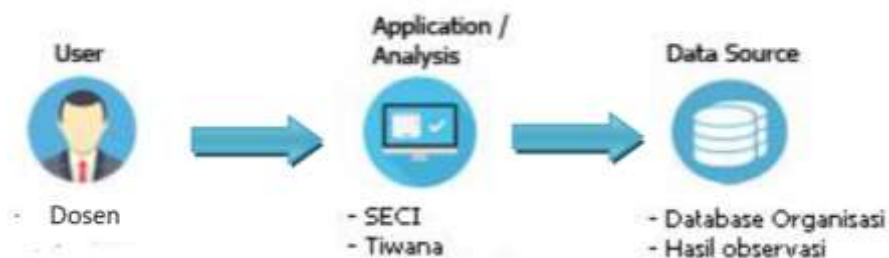 User
- Dosen
Application /
Analysis
- SECI
- Tiwana
Data Source
- Database Organisasi
- Hasil observasi